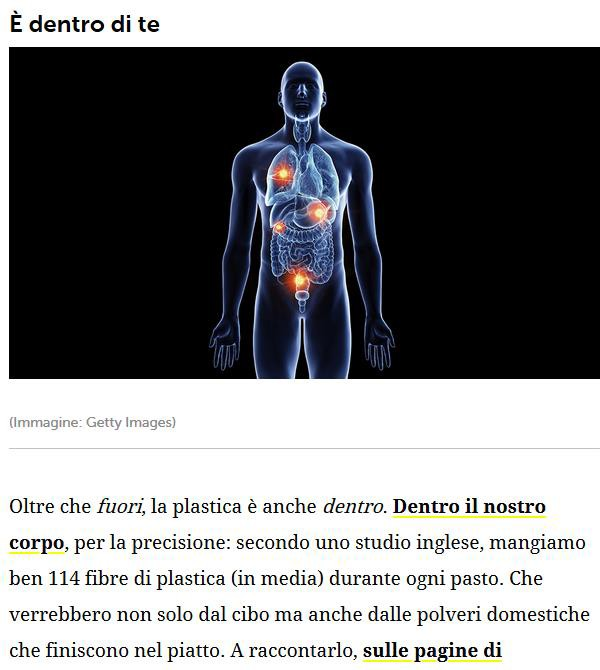 È dentro di te
(Immagine: Getty Images)
Oltre che fuori, la plastica è anche dentro. Dentro il nostro
corpo, per la precisione: secondo uno studio inglese, mangiamo
ben 114 fibre di plastica (in media) durante ogni pasto. Che
verrebbero non solo dal cibo ma anche dalle polveri domestiche
che finiscono nel piatto. A raccontarlo, sulle pagine di